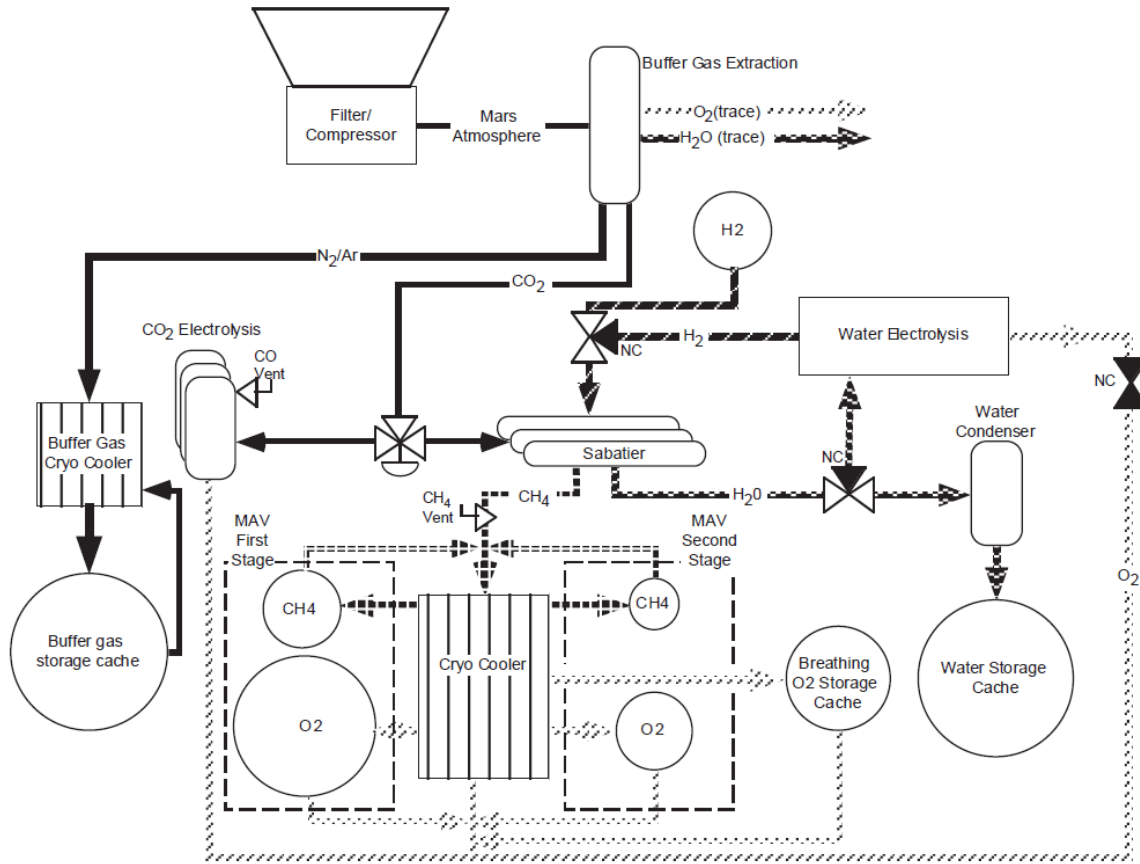 Buffer Gas Extraction
Filter/
Compressor
Mars
Atmosphere
O2(trace)
H2O (trace)
H2
N2/Ar
CO2
CO2 Electrolysis
CO
Vent
NC
H2
Water Electrolysis
NC
Water
Condenser
Buffer Gas
Cryo Cooler
Sabatier
NC
CH4
Vent
CH4
H20
MAV
First
Stage
MAV
Second
Stage
O2
CH4
CH4
Buffer gas
storage cache
Cryo Cooler
Breathing
O2 Storage
Cache
Water Storage
Cache
O2
O2